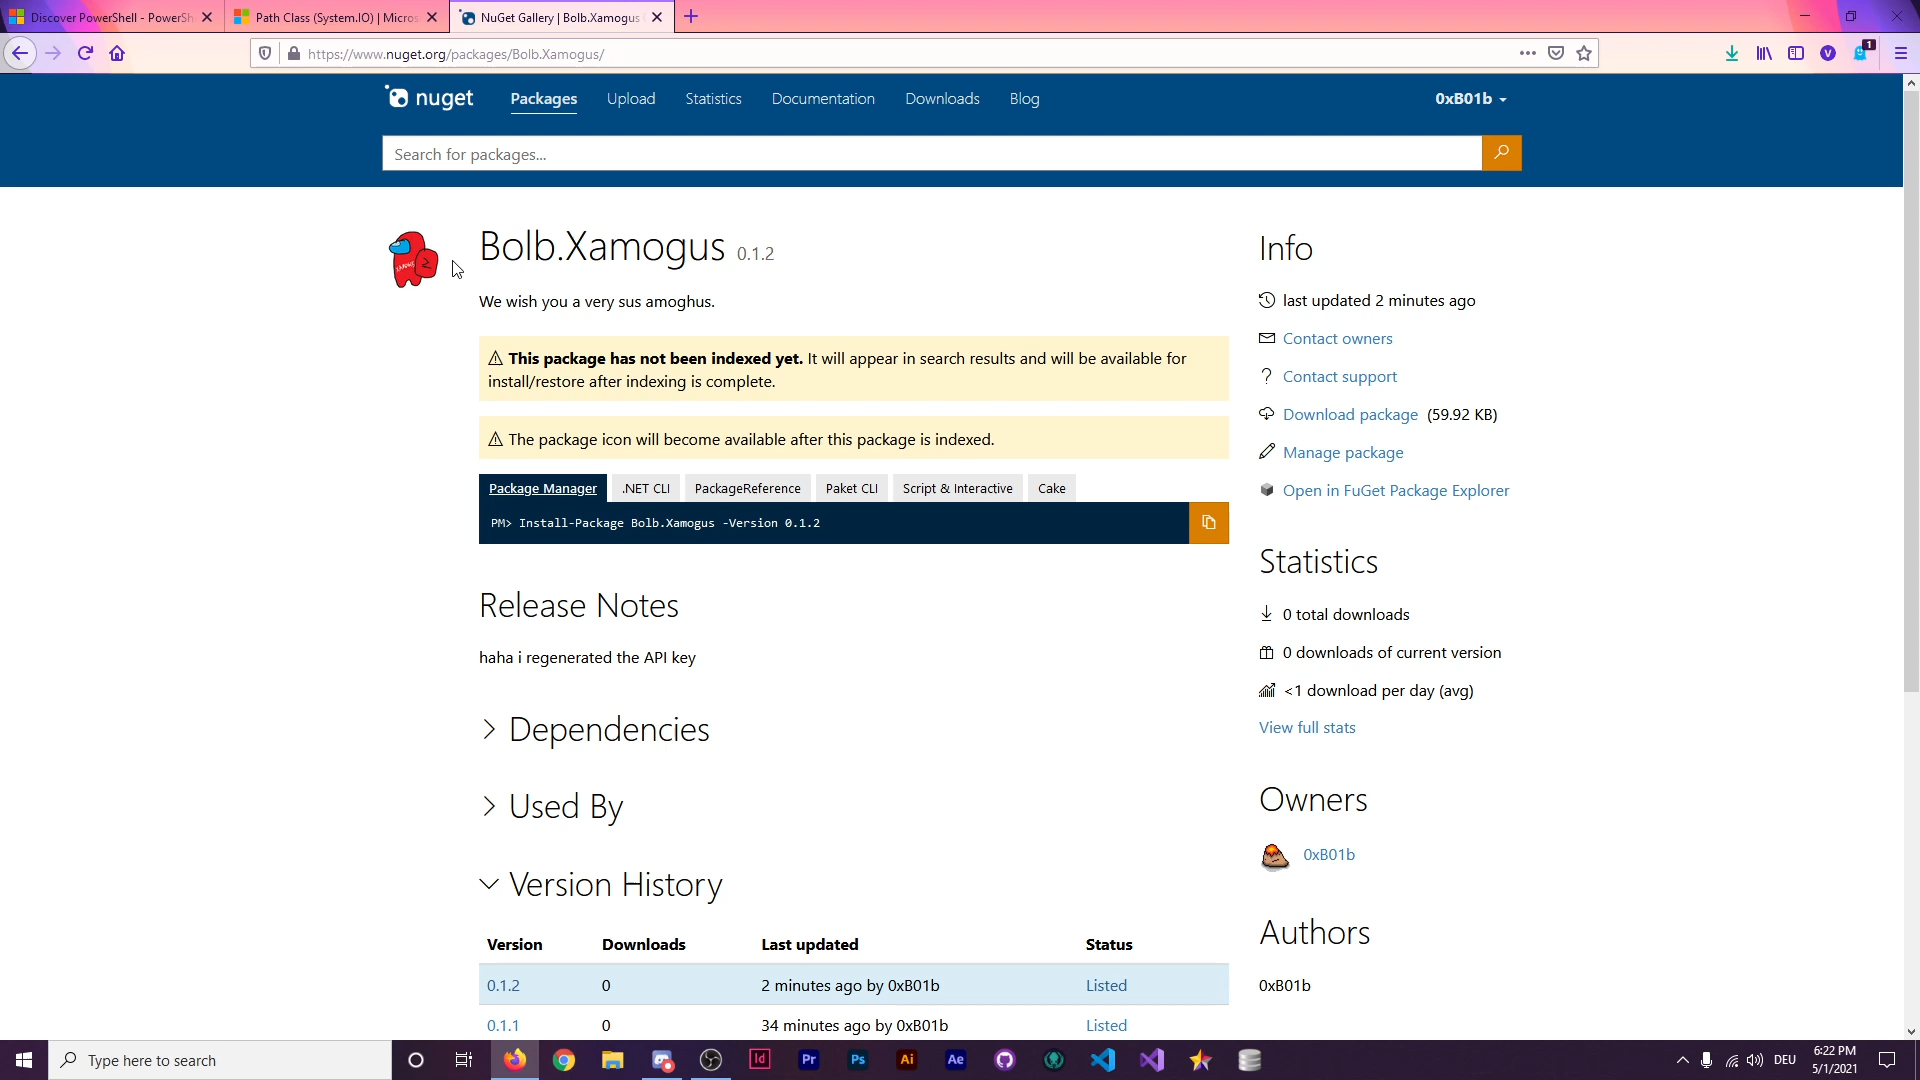 Discover PowerShell - PowerSh
Path Class (System.IO) | Micros
NuGet Gallery | Bolb.Xamogus
https://www.nuget.org/packages/Bolb.Xamogus/
1
nuget
Packages
Upload
Statistics
Documentation
Downloads
Blog
0xB01b
Search for packages...
Bolb.Xamogus 0.1.2
We wish you a very sus amoghus.
This package has not been indexed yet. It will appear in search results and will be available for
install/restore after indexing is complete.
The package icon will become available after this package is indexed.
Package Manager
.NET CLI
PackageReference
Paket CLI
Script & Interactive
Cake
PM> Install-Package Bolb.Xamogus -Version 0.1.2
Release Notes
haha i regenerated the API key
Dependencies
Used By
Version History
Version Downloads Last updated Status
0.1.2 0 2 minutes ago by 0xB01b Listed
0.1.1 0 34 minutes ago by 0xB01b Listed
Info
last updated 2 minutes ago
Contact owners
Contact support
Download package (59.92 KB)
Manage package
Open in FuGet Package Explorer
Statistics
0 total downloads
0 downloads of current version
<1 download per day (avg)
View full stats
Owners
0xB01b
Authors
0xB01b
Type here to search
Id
Pr
Ps
Ai
Ae
DEU
6:22 PM
5/1/2021